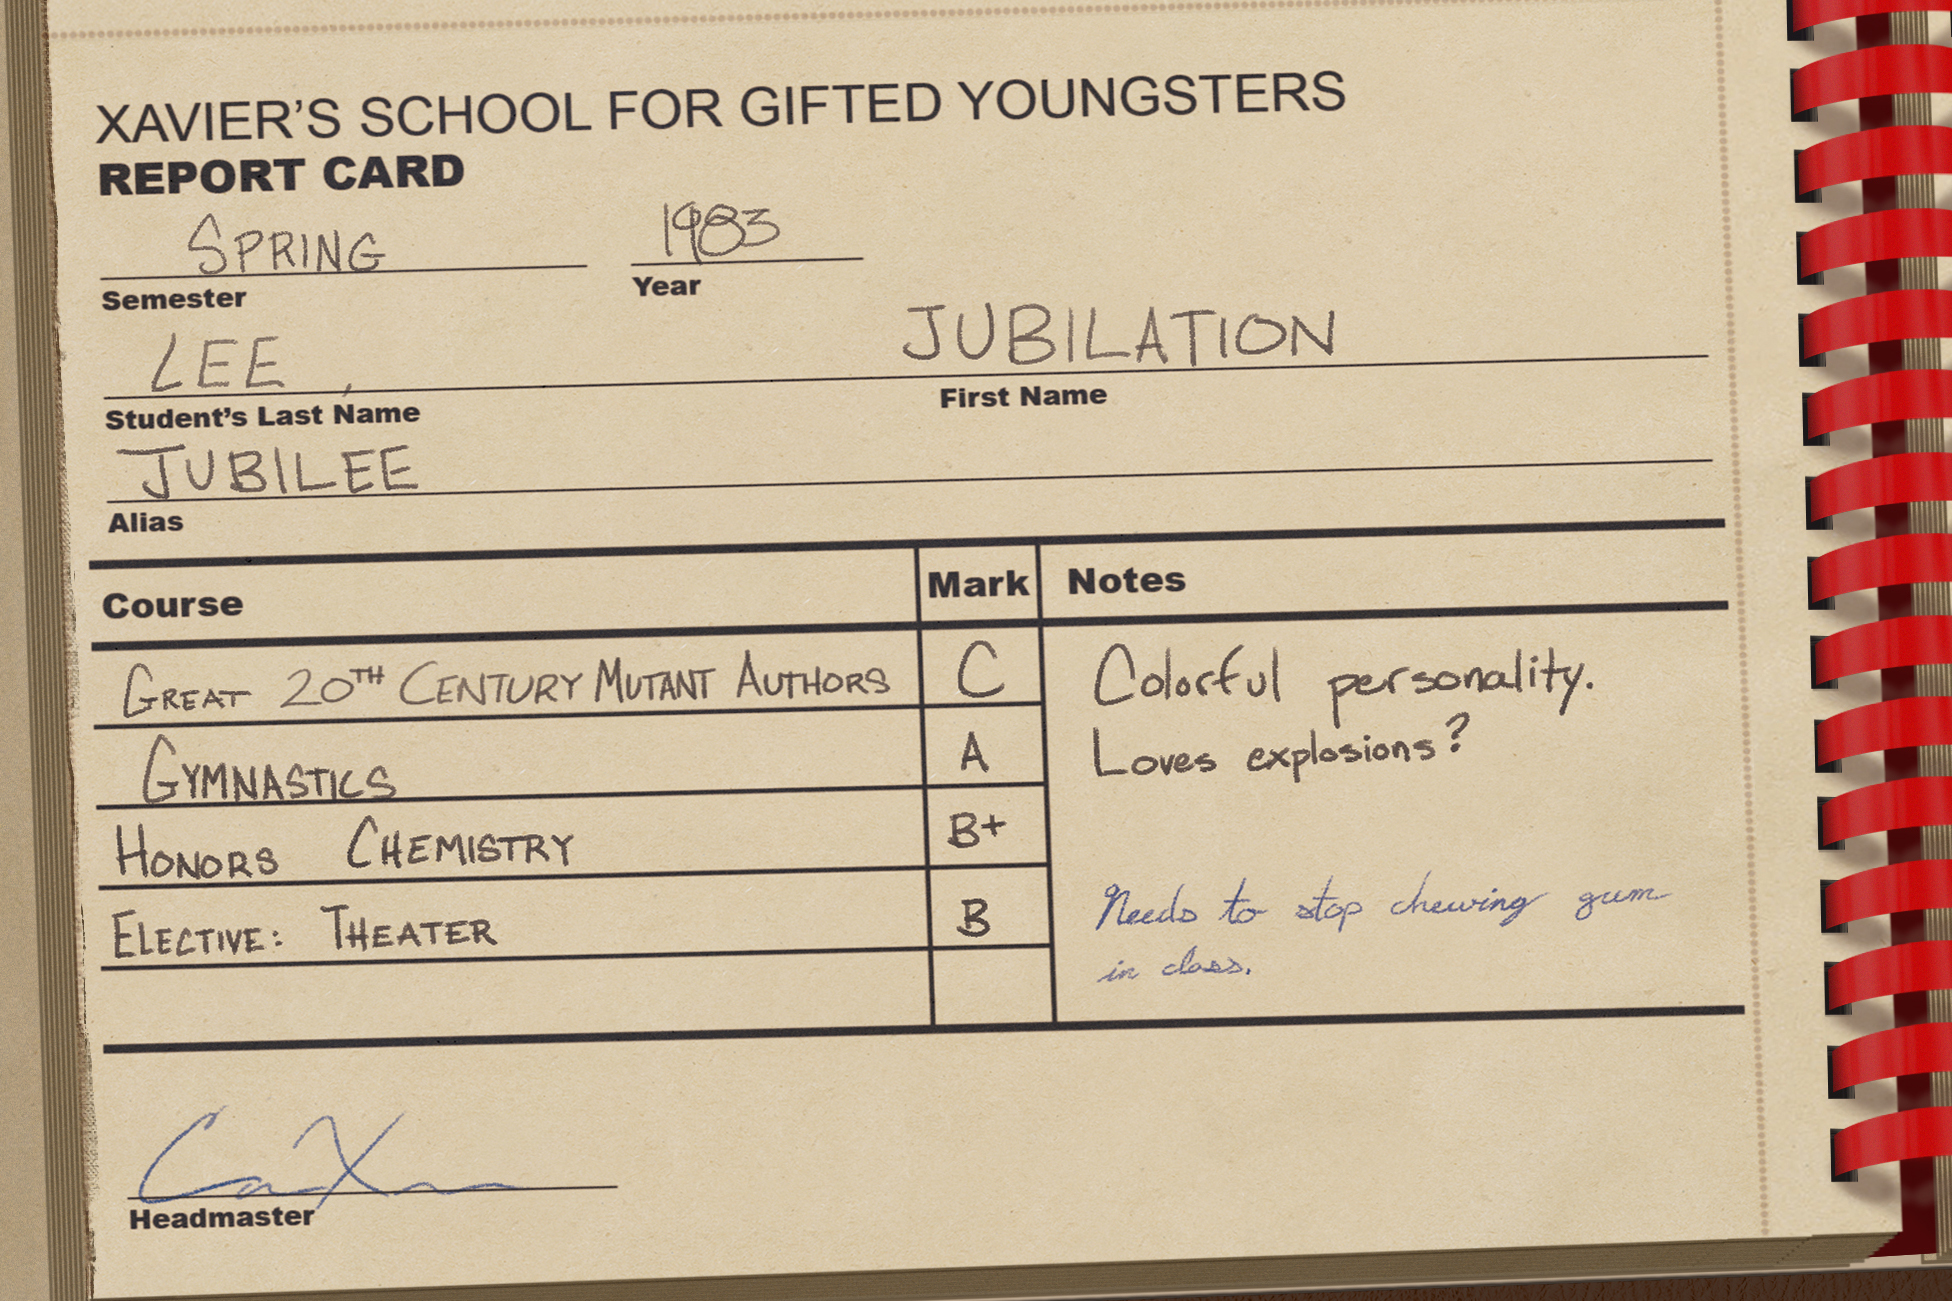 XAVIER'S SCHOOL FOR GIFTED YOUNGSTERS
REPORT CARD
SPRING 1983
Semester Year
LEE, JUBILATION
Student's Last Name First Name
JUBILEE
Alias
Course Mark Notes
GREAT 20TH CENTURY MUTANT AUTHORS C Colorful personality.
GYMNASTICS A Loves explosions?
HONORS CHEMISTRY B+
ELECTIVE: THEATER B Needs to stop chewing gum
in class.
Headmaster